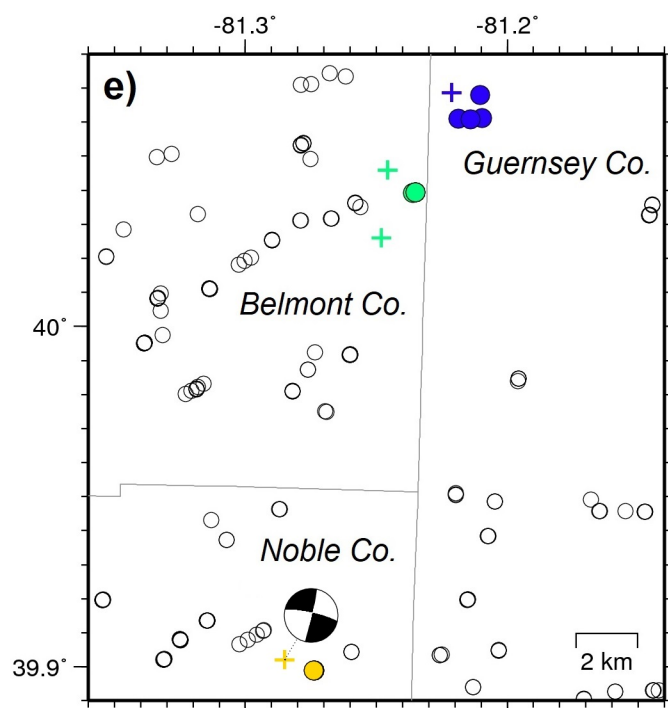 -81.3˚ -81.2˚
e)
Guernsey Co.
40˚
Belmont Co.
Noble Co.
39.9˚
2 km